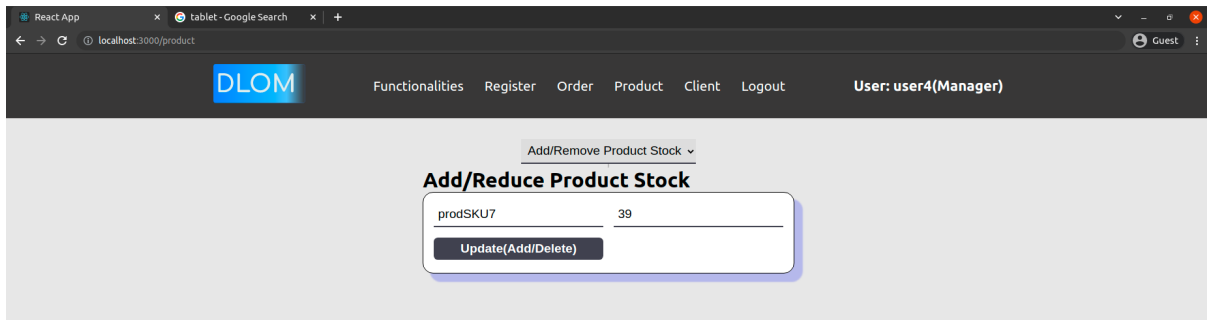 React App × tablet - Google Search × +
localhost:3000/product Guest
DLOM Functionalities Register Order Product Client Logout User: user4(Manager)
Add/Remove Product Stock
Add/Reduce Product Stock
prodSKU7 39
Update(Add/Delete)